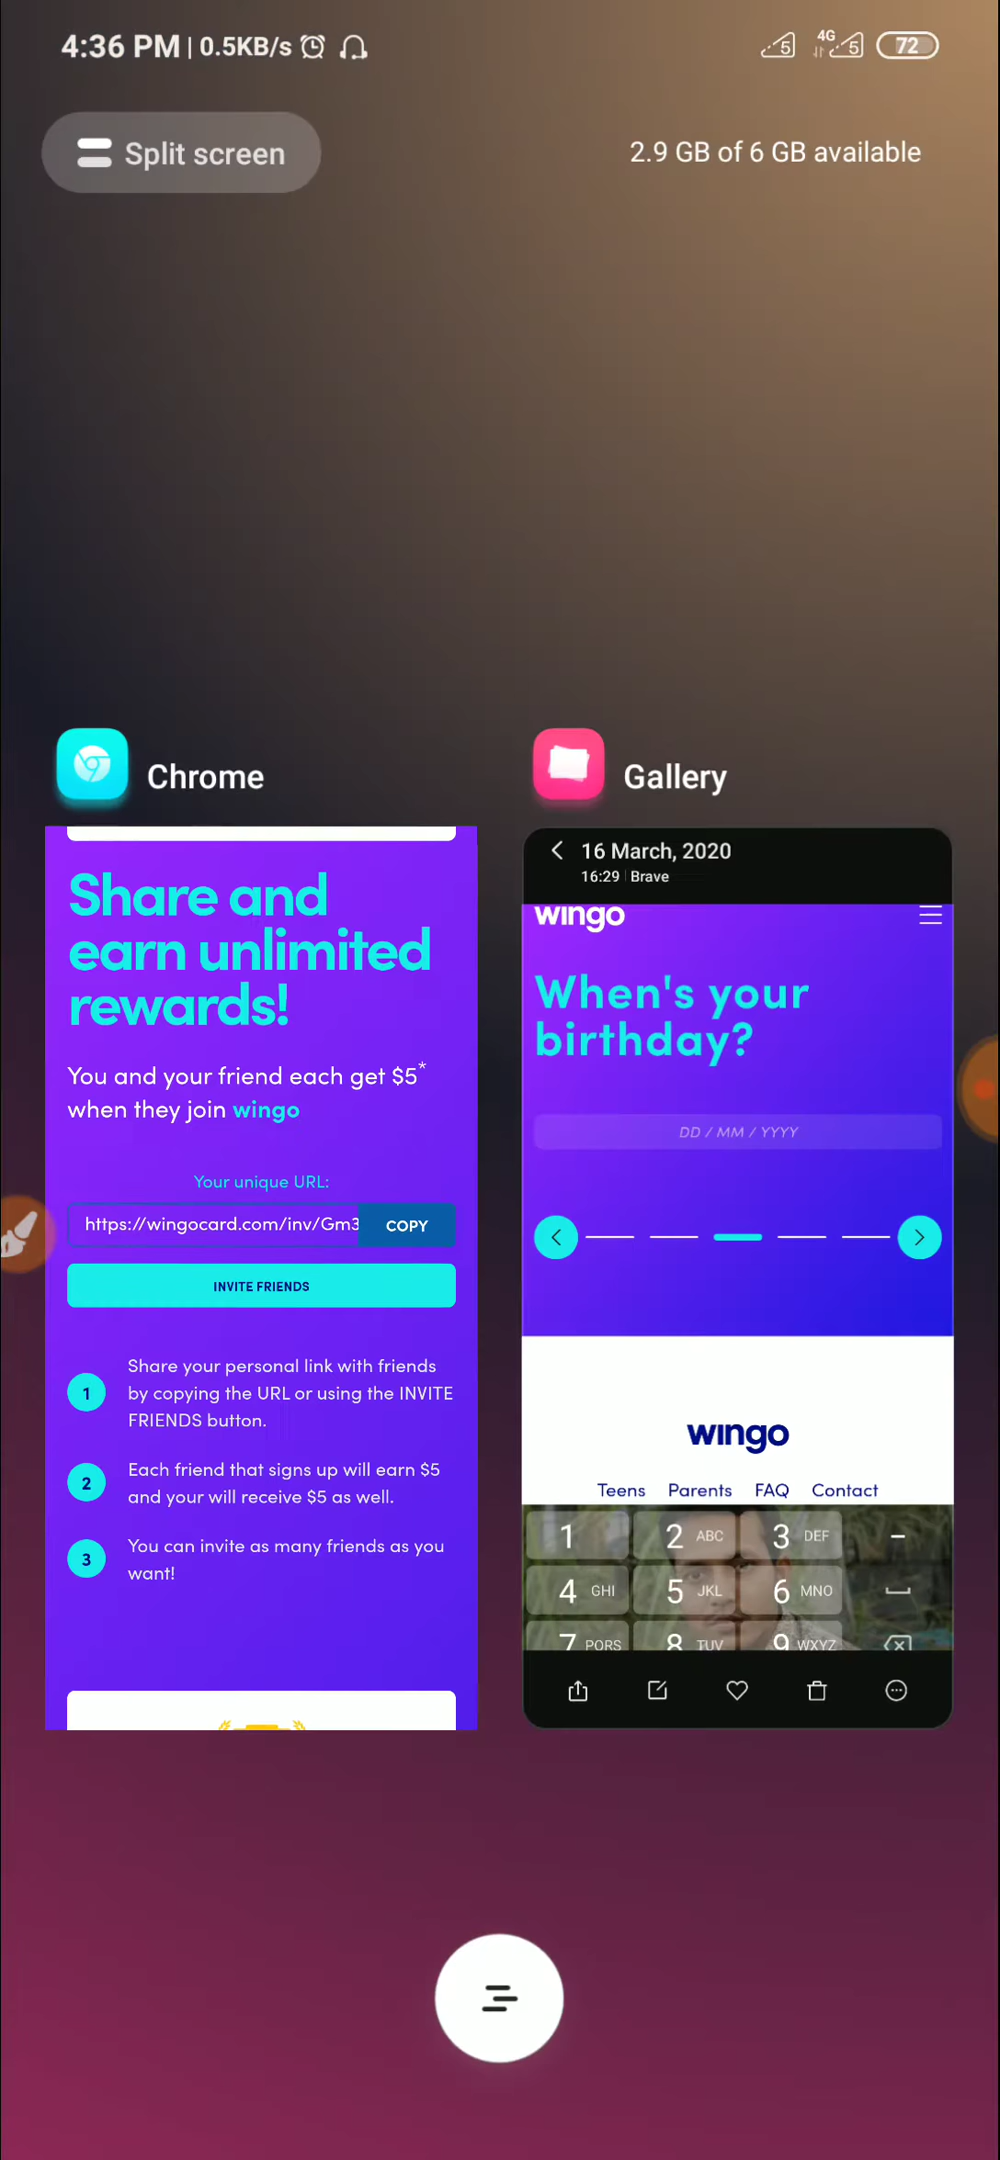 4:36 PM | 0.5KB/s
4G
5
5
72
Split screen
2.9 GB of 6 GB available
Chrome
Share and
earn unlimited
rewards!
You and your friend each get $5*
when they join wingo
Your unique URL:
https://wingocard.com/inv/Gm3
COPY
INVITE FRIENDS
1
Share your personal link with friends
by copying the URL or using the INVITE
FRIENDS button.
2
Each friend that signs up will earn $5
and your will receive $5 as well.
3
You can invite as many friends as you
want!
Gallery
16 March, 2020
16:29 | Brave
wingo
When's your
birthday?
DD / MM / YYYY
wingo
Teens Parents FAQ Contact
1 2 ABC 3 DEF -
4 GHI 5 JKL 6 MNO
7 PQRS 8 TUV 9 WXYZ